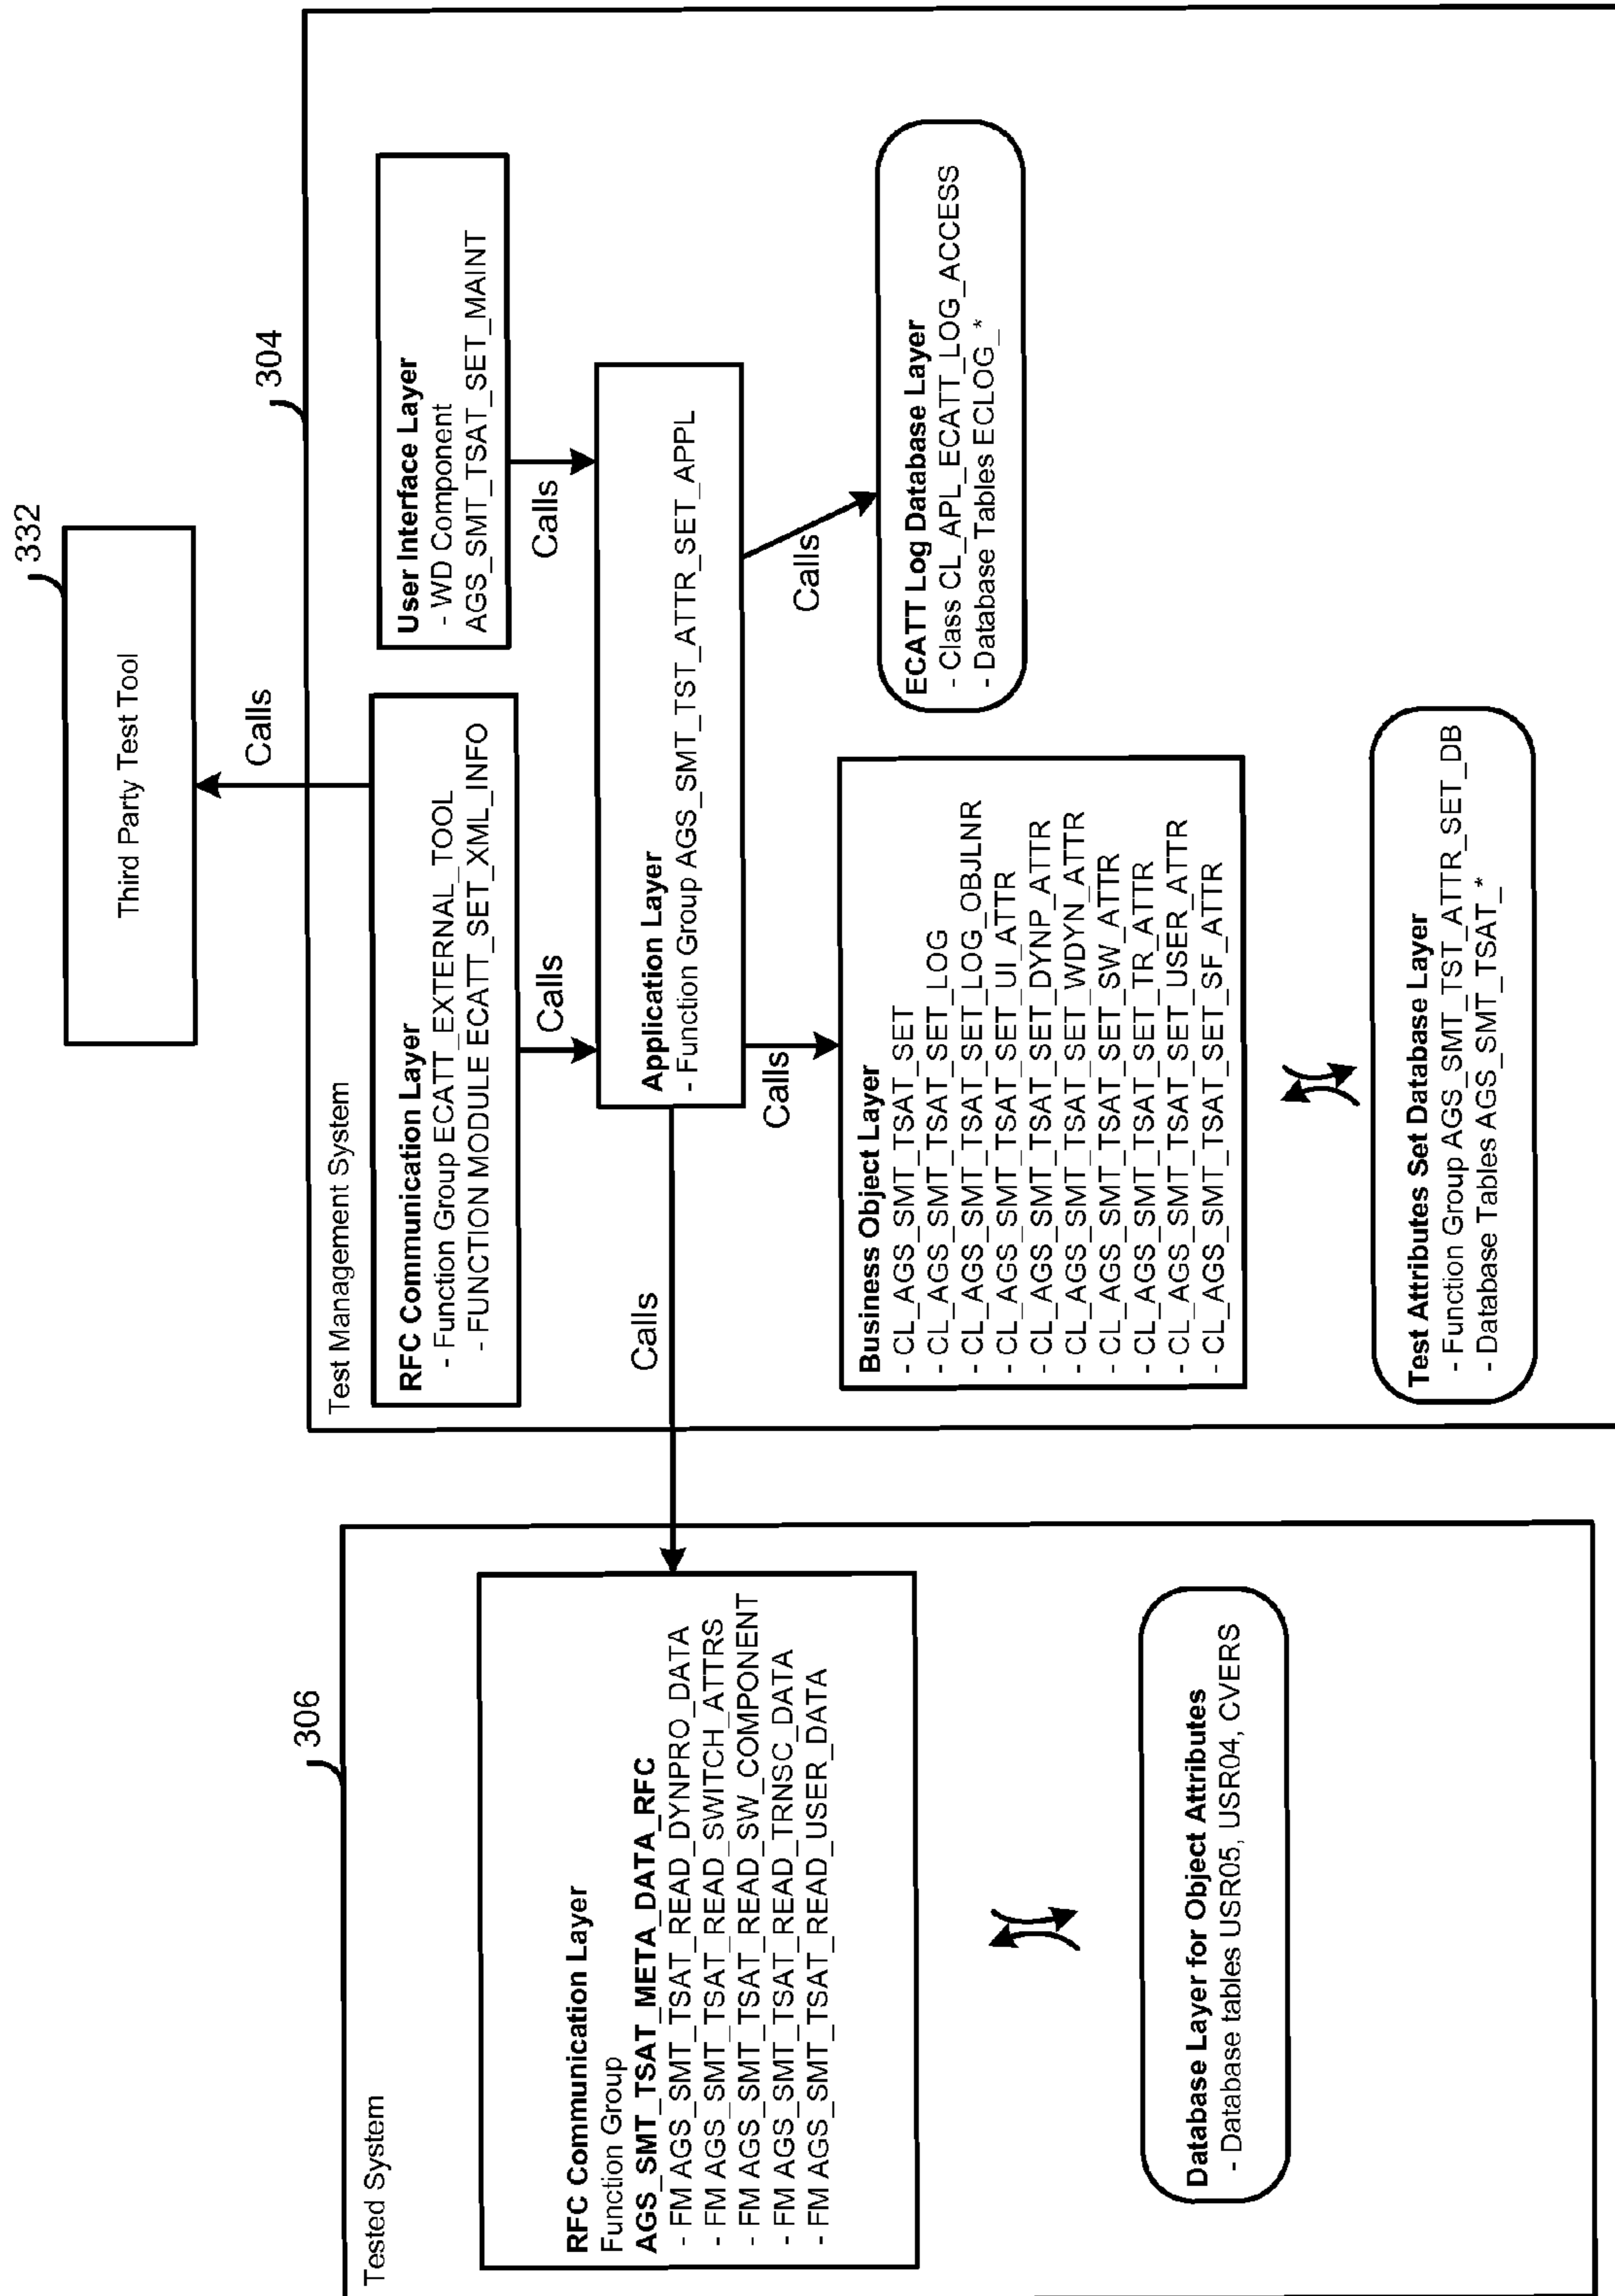 332
Third Party Test Tool
Calls
304
Test Management System
RFC Communication Layer
- Function Group ECATT_EXTERNAL_TOOL
- FUNCTION MODULE ECATT_SET_XML_INFO
User Interface Layer
- WD Component
AGS_SMT_TSAT_SET_MAINT
Calls
Calls
Application Layer
- Function Group AGS_SMT_TST_ATTR_SET_APPL
Calls
Calls
Calls
Business Object Layer
- CL_AGS_SMT_TSAT_SET
- CL_AGS_SMT_TSAT_SET_LOG
- CL_AGS_SMT_TSAT_SET_LOG_OBJLNR
- CL_AGS_SMT_TSAT_SET_UI_ATTR
- CL_AGS_SMT_TSAT_SET_DYNP_ATTR
- CL_AGS_SMT_TSAT_SET_WDYN_ATTR
- CL_AGS_SMT_TSAT_SET_SW_ATTR
- CL_AGS_SMT_TSAT_SET_TR_ATTR
- CL_AGS_SMT_TSAT_SET_USER_ATTR
- CL_AGS_SMT_TSAT_SET_SF_ATTR
ECATT Log Database Layer
- Class CL_APL_ECATT_LOG_ACCESS
- Database Tables ECLOG_*
Test Attributes Set Database Layer
- Function Group AGS_SMT_TST_ATTR_SET_DB
- Database Tables AGS_SMT_TSAT_*
306
Tested System
RFC Communication Layer
Function Group
AGS_SMT_TSAT_META_DATA_RFC
- FM AGS_SMT_TSAT_READ_DYNPRO_DATA
- FM AGS_SMT_TSAT_READ_SWITCH_ATTRS
- FM AGS_SMT_TSAT_READ_SW_COMPONENT
- FM AGS_SMT_TSAT_READ_TRNSC_DATA
- FM AGS_SMT_TSAT_READ_USER_DATA
Database Layer for Object Attributes
- Database tables USR05, USR04, CVERS